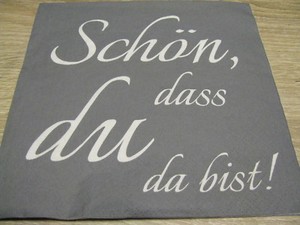 Schön,
dass
du
da bist!